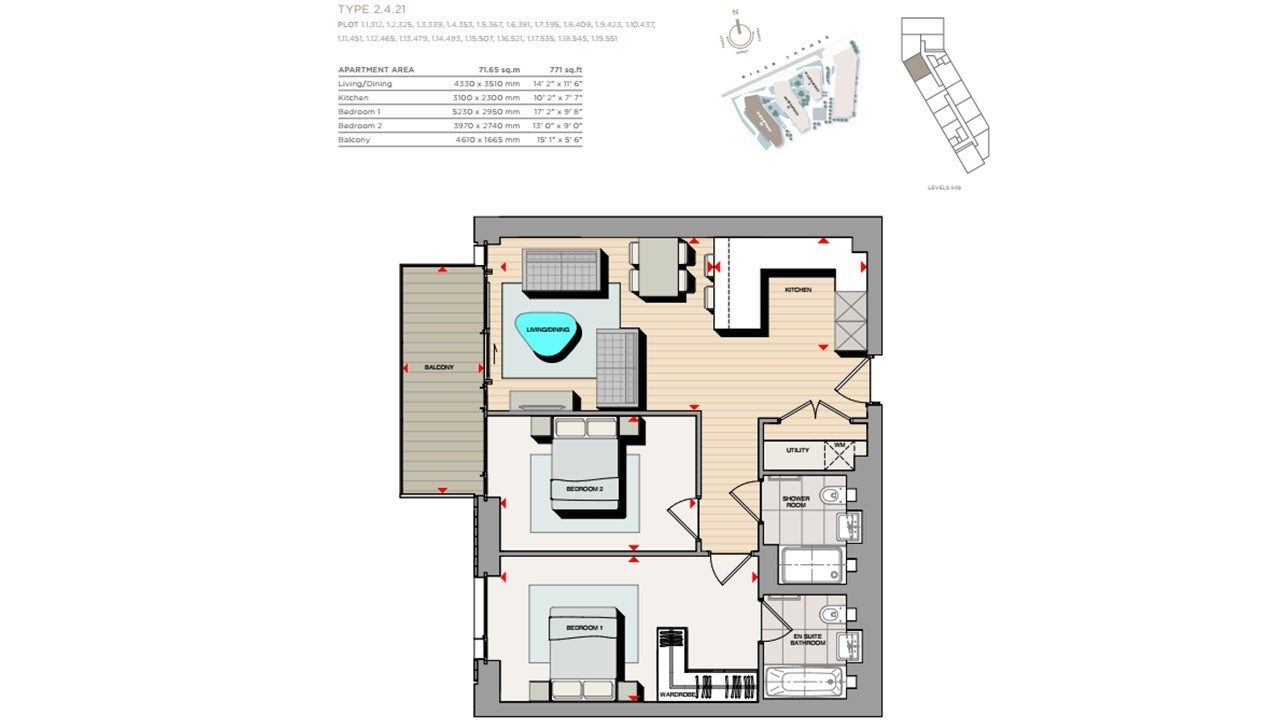 TYPE 2.4.21
PLOT 1.1.312, 1.2.325, 1.3.339, 1.4.353, 1.5.367, 1.6.381, 1.7.395, 1.8.409, 1.9.423, 1.10.437,
1.11.451, 1.12.465, 1.13.479, 1.14.493, 1.15.507, 1.16.521, 1.17.535, 1.18.545, 1.19.551
APARTMENT AREA 71.65 sq.m 771 sq.ft
Living/Dining 4330 x 3510 mm 14' 2" x 11' 6"
Kitchen 3100 x 2300 mm 10' 2" x 7' 7"
Bedroom 1 5230 x 2950 mm 17' 2" x 9' 8"
Bedroom 2 3970 x 2740 mm 13' 0" x 9' 0"
Balcony 4610 x 1665 mm 15' 1" x 5' 6"
N
RIVER THAMES
LEVELS 1-19
KITCHEN
LIVING/DINING
BALCONY
WM
UTILITY
BEDROOM 2
SHOWER
ROOM
BEDROOM 1
EN SUITE
BATHROOM
WARDROBE